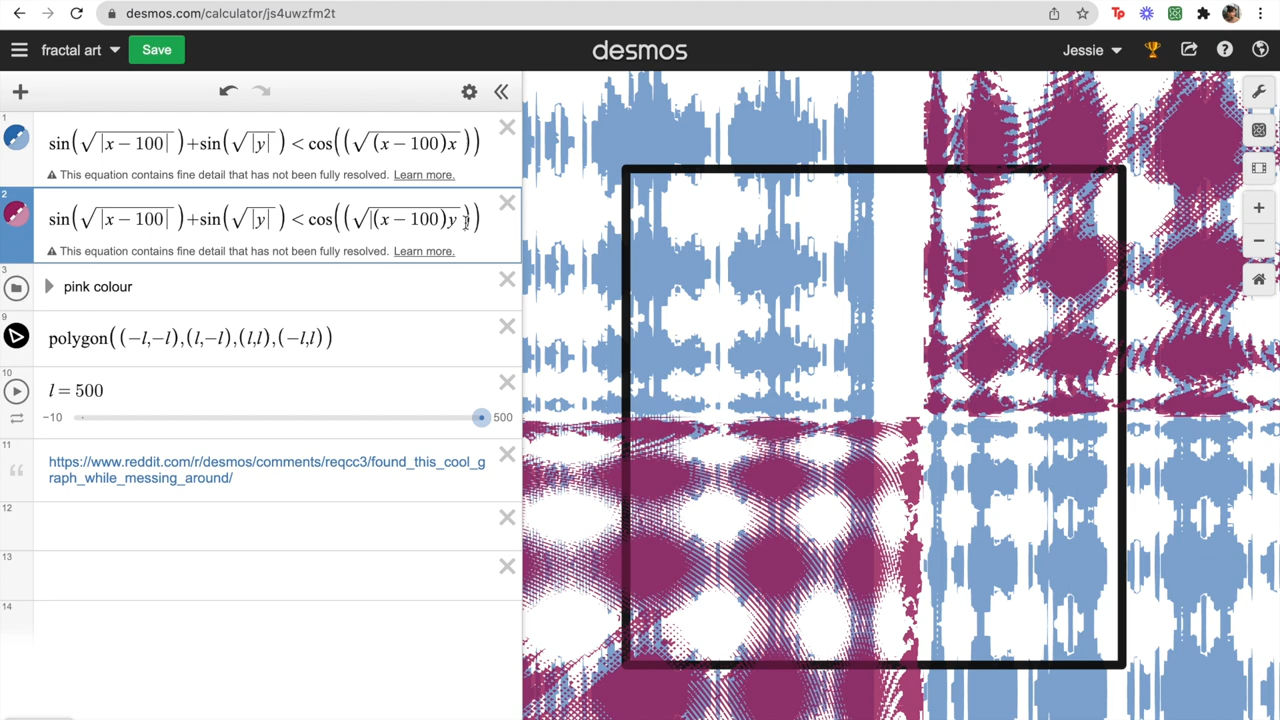 desmos.com/calculator/js4uwzfm2t
fractal art Save desmos Jessie
1
sin(√|x−100|)+sin(√|y|)<cos((√(x−100)x))
This equation contains fine detail that has not been fully resolved. Learn more.
2
sin(√|x−100|)+sin(√|y|)<cos((√|(x−100)y))
This equation contains fine detail that has not been fully resolved. Learn more.
3
pink colour
9
polygon((−l,−l),(l,−l),(l,l),(−l,l))
10
l=500
−10 500
11
https://www.reddit.com/r/desmos/comments/reqcc3/found_this_cool_g
raph_while_messing_around/
12
13
14